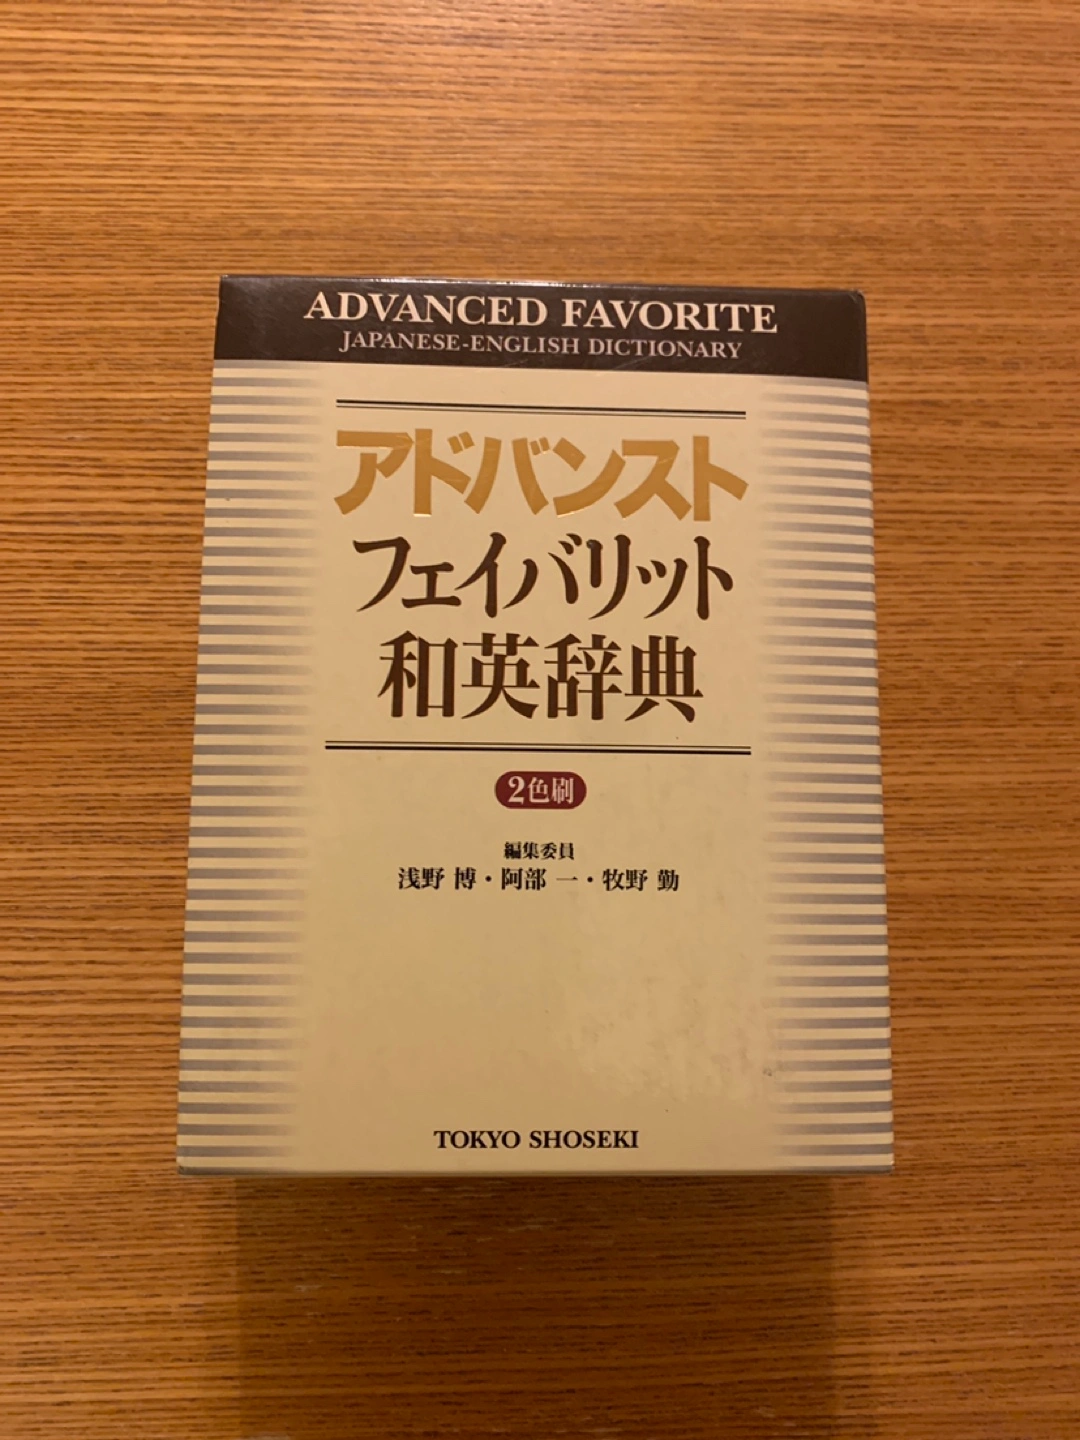 ADVANCED FAVORITE
JAPANESE-ENGLISH DICTIONARY
アドバンスト
フェイバリット
和英辞典
2色刷
編集委員
浅野 博・阿部 一・牧野 勤
TOKYO SHOSEKI